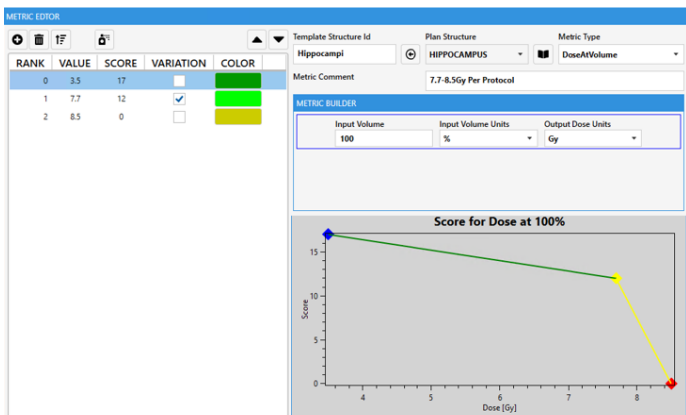 METRIC EDITOR
Template Structure Id
Plan Structure
Metric Type
Hippocampi
HIPPOCAMPUS
DoseAtVolume
RANK VALUE SCORE VARIATION COLOR
0 3.5 17
1 7.7 12
2 8.5 0
Metric Comment
7.7-8.5Gy Per Protocol
METRIC BUILDER
Input Volume
Input Volume Units
Output Dose Units
100
%
Gy
Score for Dose at 100%
Score
15
10
5
0
4 5 6 7 8
Dose [Gy]